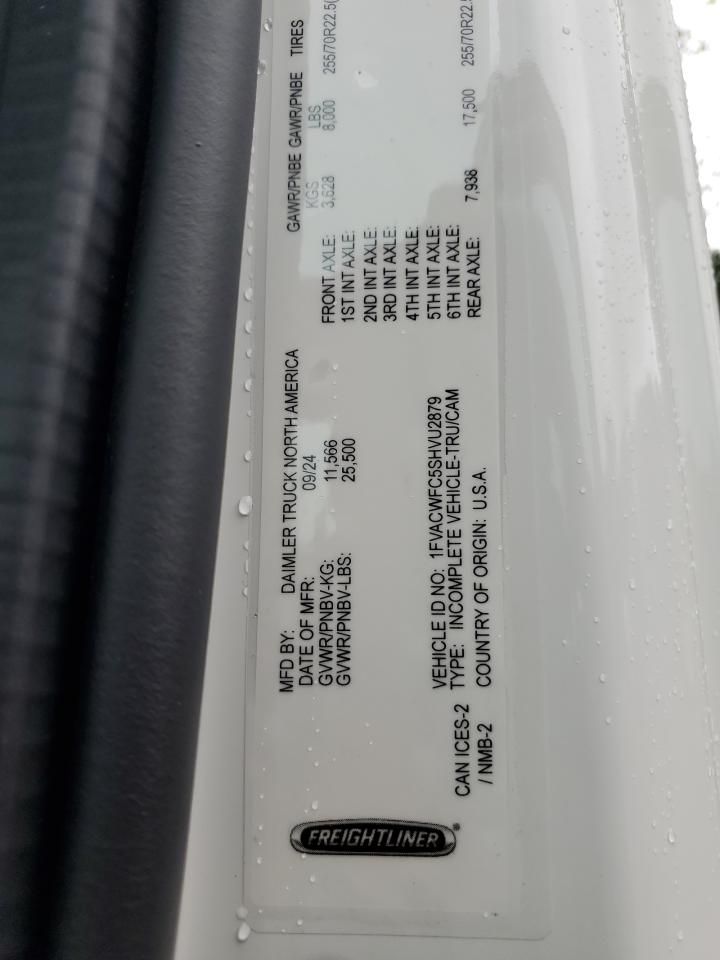 MFD BY: DAIMLER TRUCK NORTH AMERICA
DATE OF MFR: 09/24
GVWR/PNBV-KG: 11,566
GVWR/PNBV-LBS: 25,500
GAWR/PNBE GAWR/PNBE TIRES
KGS LBS
FRONT AXLE: 3,628 8,000 255/70R22.5(
1ST INT AXLE:
2ND INT AXLE:
3RD INT AXLE:
4TH INT AXLE:
5TH INT AXLE:
6TH INT AXLE:
REAR AXLE: 7,936 17,500 255/70R22.5
VEHICLE ID NO: 1FVACWFC5SHVU2879
TYPE: INCOMPLETE VEHICLE-TRU/CAM
COUNTRY OF ORIGIN: U.S.A.
CAN ICES-2
/ NMB-2
FREIGHTLINER®